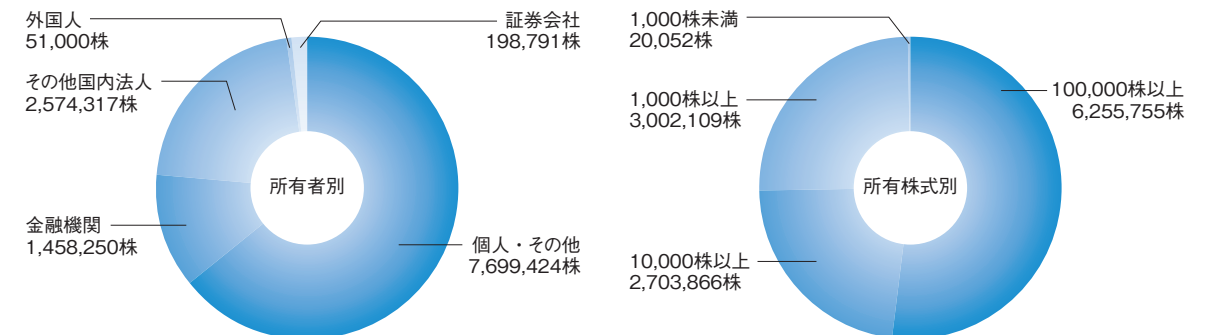 外国人
51,000株
証券会社
198,791株
その他国内法人
2,574,317株
所有者別
金融機関
1,458,250株
個人・その他
7,699,424株
1,000株未満
20,052株
100,000株以上
6,255,755株
1,000株以上
3,002,109株
所有株式別
10,000株以上
2,703,866株